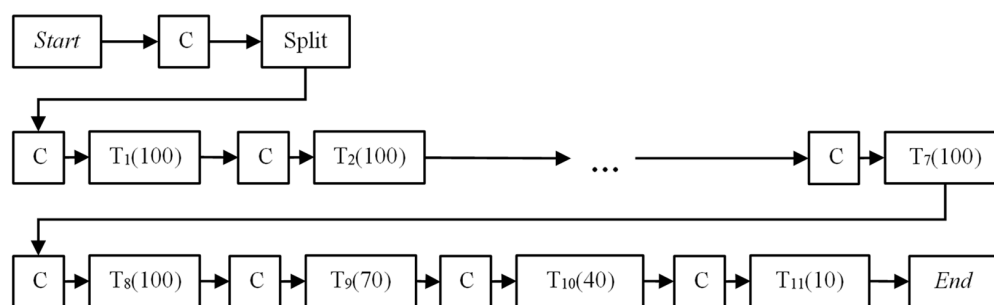 Start C Split
C T₁(100) C T₂(100) ... C T₇(100)
C T₈(100) C T₉(70) C T₁₀(40) C T₁₁(10) End